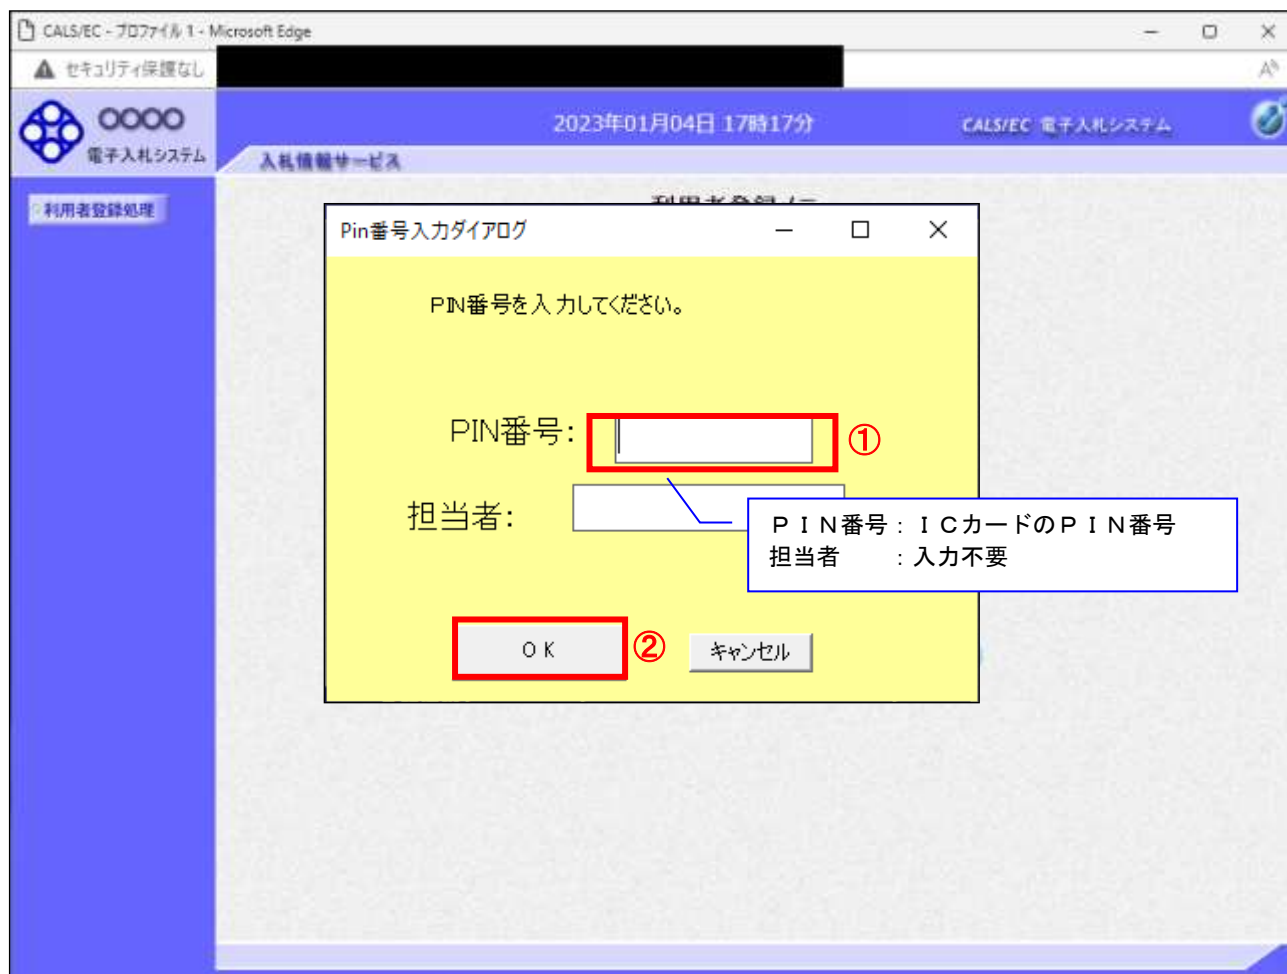 CALS/EC - プロファイル 1 - Microsoft Edge
セキュリティ保護なし
○○○○
電子入札システム
2023年01月04日 17時17分
CALS/EC 電子入札システム
入札情報サービス
利用者登録処理
Pin番号入力ダイアログ
PIN番号を入力してください。
PIN番号:
①
担当者:
ＰＩＮ番号：ＩＣカードのＰＩＮ番号
担当者　　：入力不要
ＯＫ
②
キャンセル